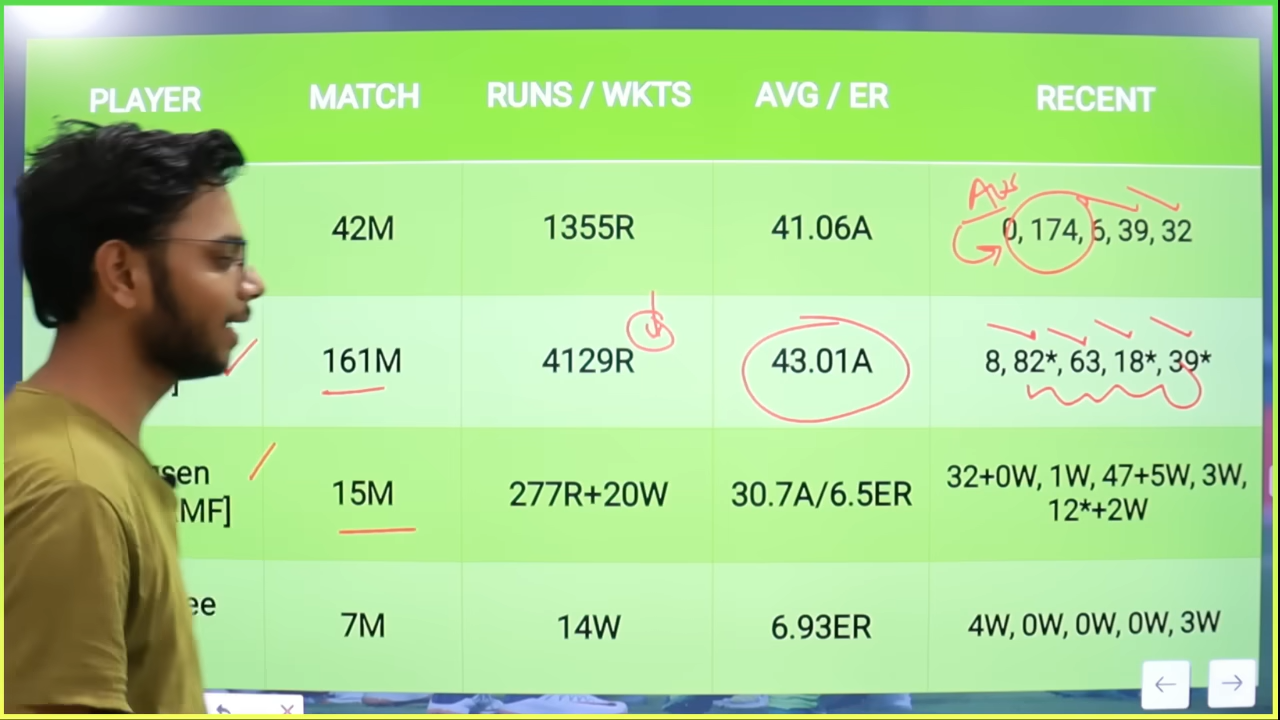 PLAYER MATCH RUNS / WKTS AVG / ER RECENT
Aus
42M 1355R 41.06A 0, 174, 6, 39, 32
161M 4129R 43.01A 8, 82*, 63, 18*, 39*
]
sen 15M 277R+20W 30.7A/6.5ER 32+0W, 1W, 47+5W, 3W,
MF] 12*+2W
ee
7M 14W 6.93ER 4W, 0W, 0W, 0W, 3W